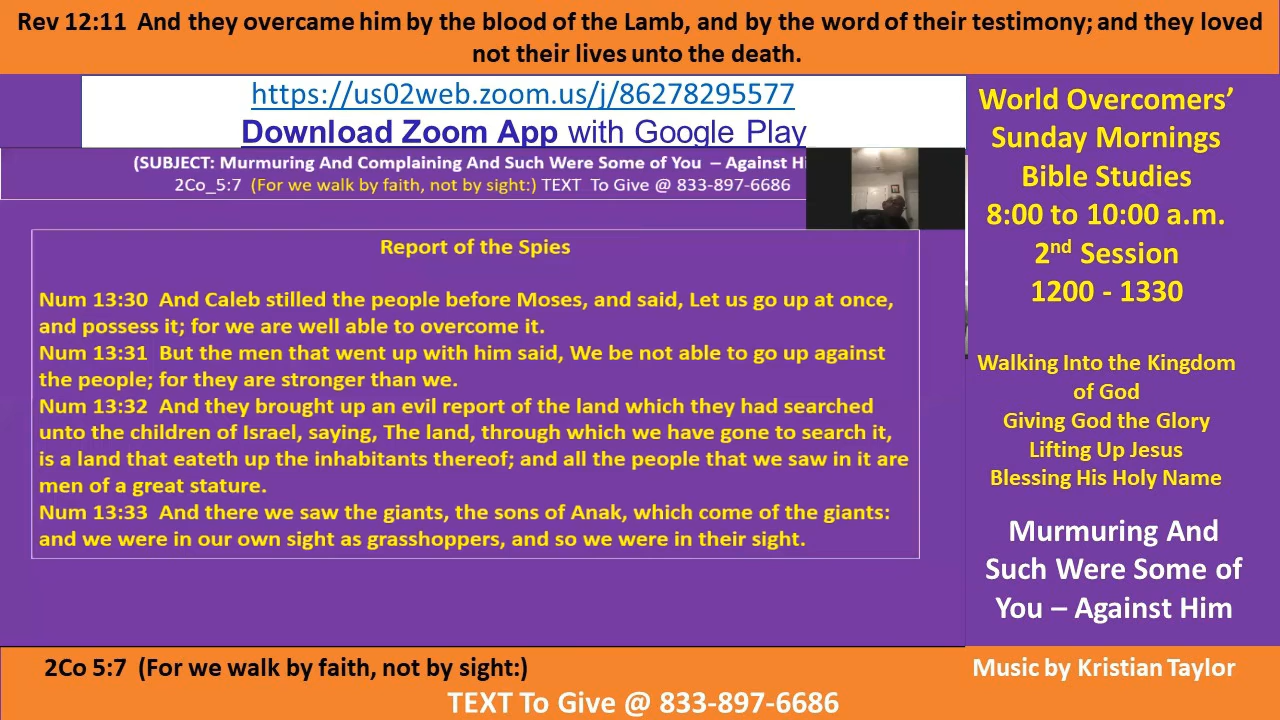 Rev 12:11  And they overcame him by the blood of the Lamb, and by the word of their testimony; and they loved
not their lives unto the death.
https://us02web.zoom.us/j/86278295577
Download Zoom App with Google Play
(SUBJECT: Murmuring And Complaining And Such Were Some of You – Against Hi
2Co_5:7  (For we walk by faith, not by sight:) TEXT  To Give @ 833-897-6686
Report of the Spies
Num 13:30  And Caleb stilled the people before Moses, and said, Let us go up at once,
and possess it; for we are well able to overcome it.
Num 13:31  But the men that went up with him said, We be not able to go up against
the people; for they are stronger than we.
Num 13:32  And they brought up an evil report of the land which they had searched
unto the children of Israel, saying, The land, through which we have gone to search it,
is a land that eateth up the inhabitants thereof; and all the people that we saw in it are
men of a great stature.
Num 13:33  And there we saw the giants, the sons of Anak, which come of the giants:
and we were in our own sight as grasshoppers, and so we were in their sight.
World Overcomers’
Sunday Mornings
Bible Studies
8:00 to 10:00 a.m.
2nd Session
1200 - 1330
Walking Into the Kingdom
of God
Giving God the Glory
Lifting Up Jesus
Blessing His Holy Name
Murmuring And
Such Were Some of
You – Against Him
2Co 5:7  (For we walk by faith, not by sight:)
Music by Kristian Taylor
TEXT To Give @ 833-897-6686